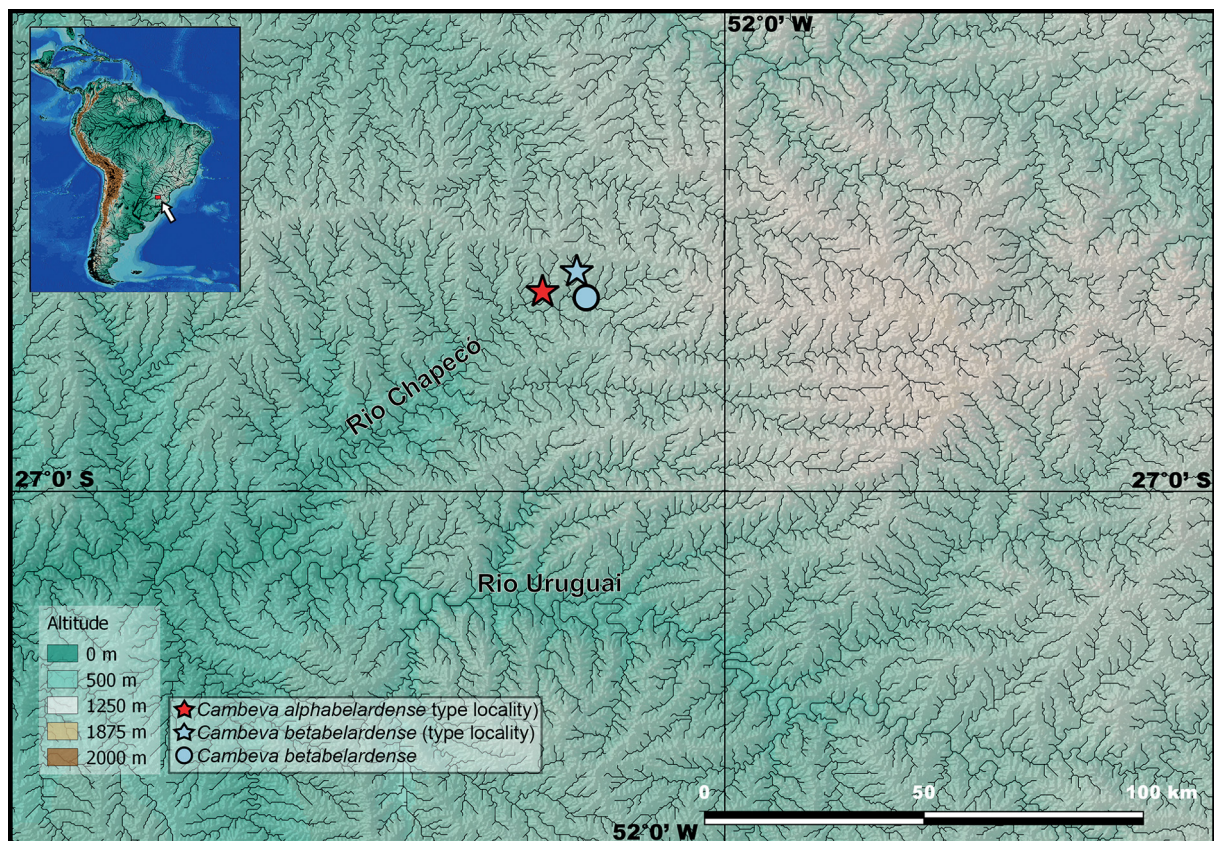 52°0' W
Rio Chapecó
27°0' S
27°0' S
Rio Uruguai
Altitude
0 m
500 m
1250 m
1875 m
2000 m
Cambeva alphabelardense type locality)
Cambeva betabelardense (type locality)
Cambeva betabelardense
0 50 100 km
52°0' W